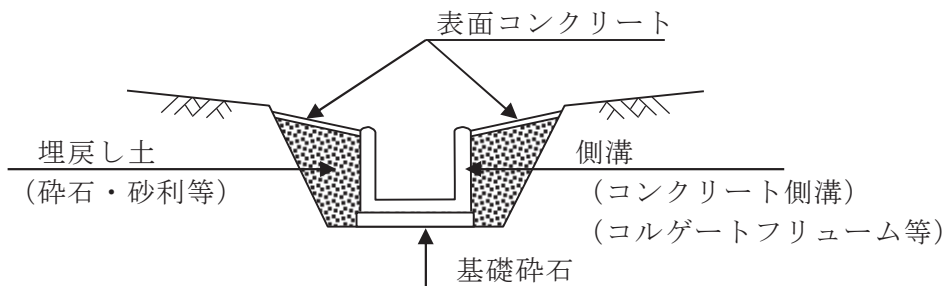 表面コンクリート
埋戻し土
(砕石・砂利等)
側溝
(コンクリート側溝)
(コルゲートフリューム等)
基礎砕石